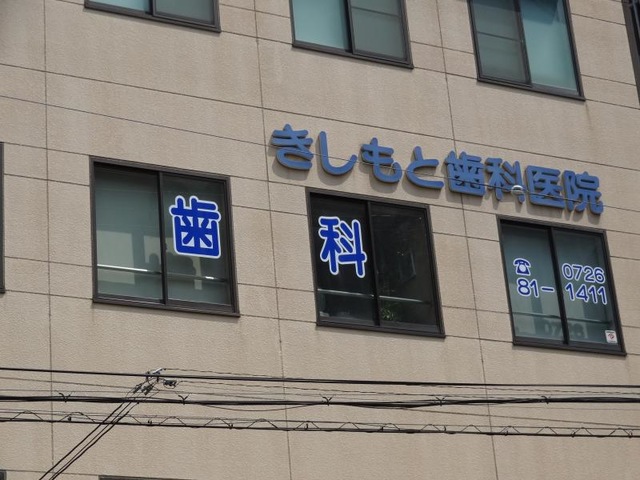 きしもと歯科医院
歯
科
☎ 0726
81-1411